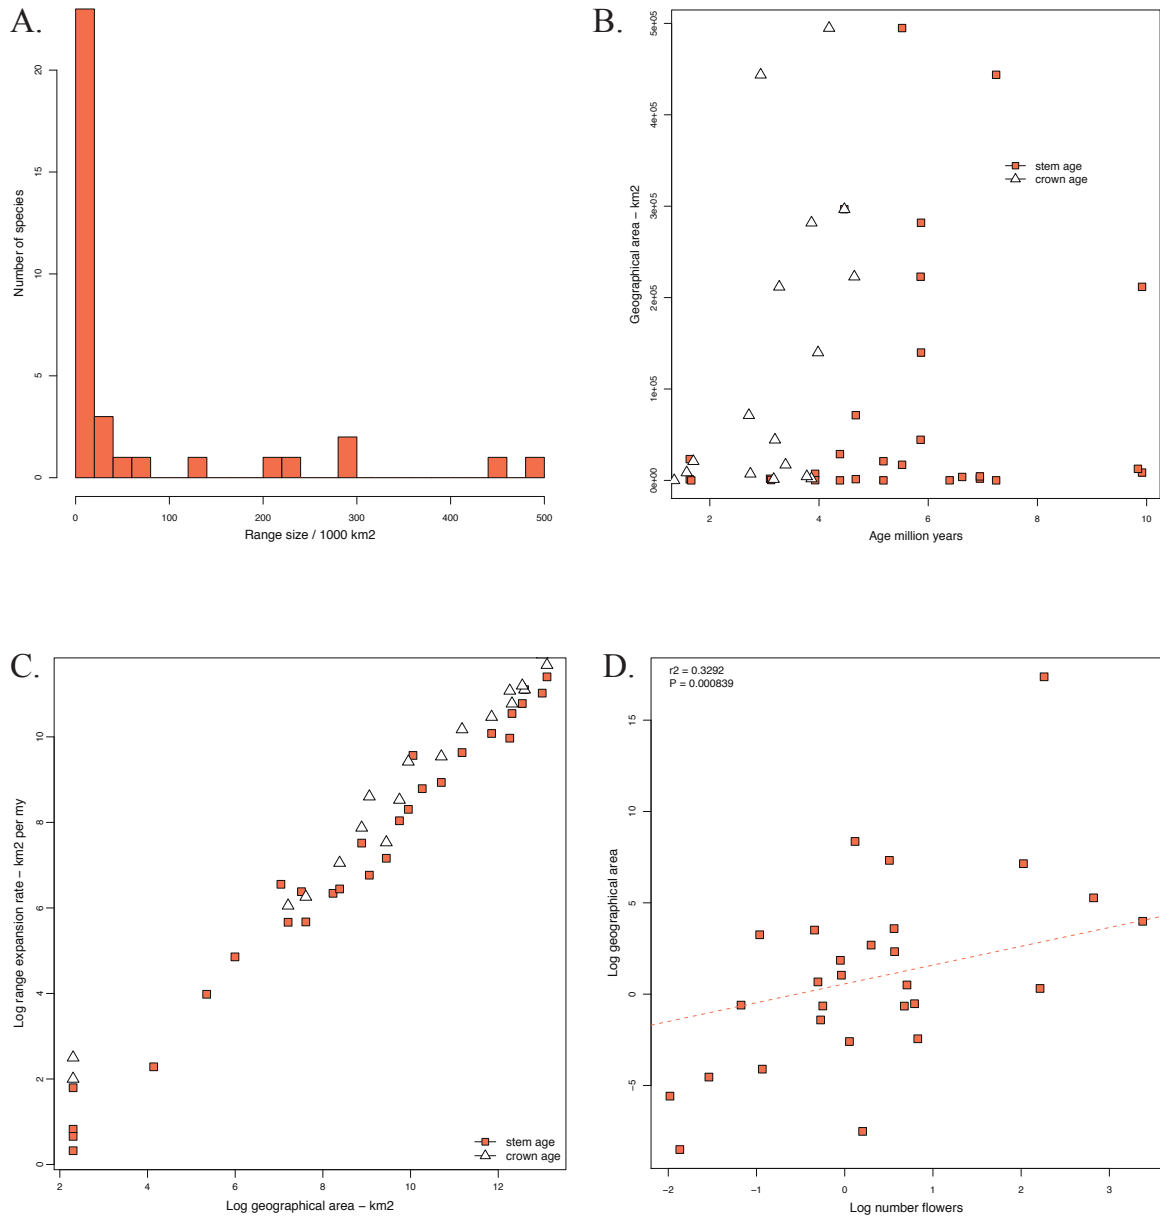 A.
20
15
10
5
0
Number of species
0 100 200 300 400 500
Range size / 1000 km2
B.
5e+05
4e+05
3e+05
2e+05
1e+05
0e+00
Geographical area – km2
stem age
crown age
2 4 6 8 10
Age million years
C.
10
8
6
4
2
0
Log range expansion rate – km2 per my
stem age
crown age
2 4 6 8 10 12
Log geographical area – km2
D.
r2 = 0.3292
P = 0.000839
15
10
5
0
−5
Log geographical area
−2 −1 0 1 2 3
Log number flowers